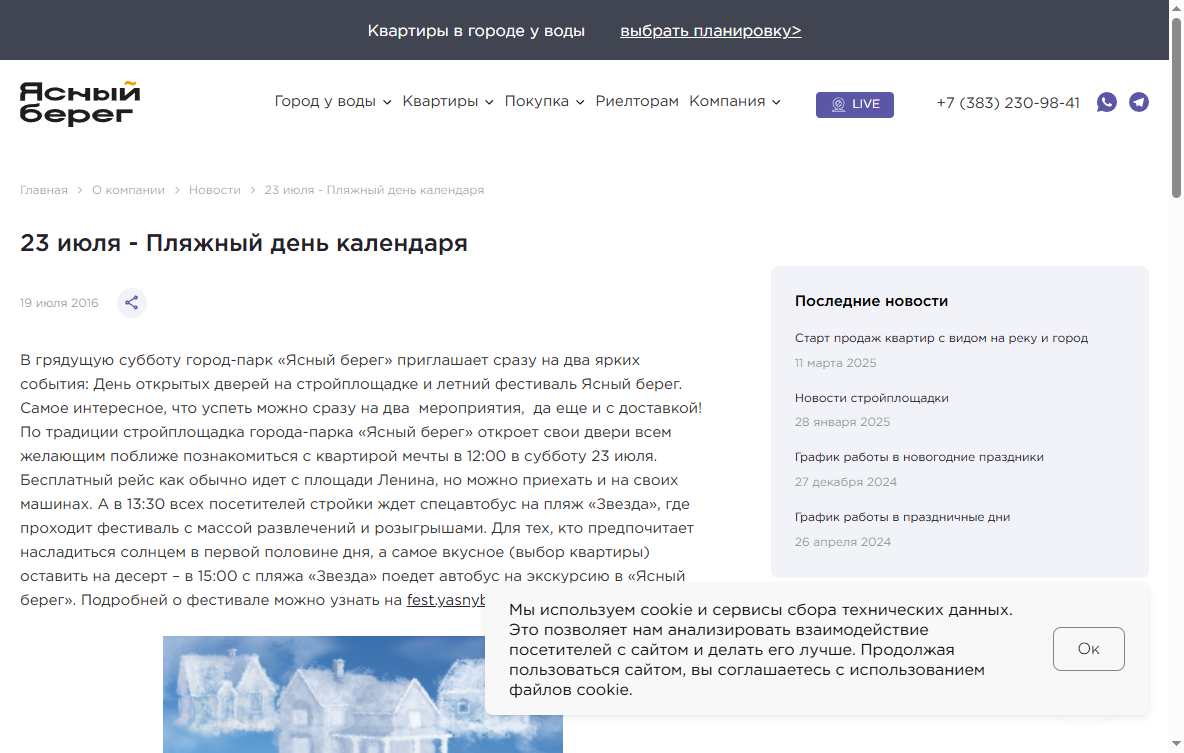 Квартиры в городе у воды выбрать планировку>
Ясный берег
Город у воды Квартиры Покупка Риелторам Компания LIVE +7 (383) 230-98-41
Главная > О компании > Новости > 23 июля - Пляжный день календаря
23 июля - Пляжный день календаря
19 июля 2016
В грядущую субботу город-парк «Ясный берег» приглашает сразу на два ярких
события: День открытых дверей на стройплощадке и летний фестиваль Ясный берег.
Самое интересное, что успеть можно сразу на два мероприятия, да еще и с доставкой!
По традиции стройплощадка города-парка «Ясный берег» откроет свои двери всем
желающим поближе познакомиться с квартирой мечты в 12:00 в субботу 23 июля.
Бесплатный рейс как обычно идет с площади Ленина, но можно приехать и на своих
машинах. А в 13:30 всех посетителей стройки ждет спецавтобус на пляж «Звезда», где
проходит фестиваль с массой развлечений и розыгрышами. Для тех, кто предпочитает
насладиться солнцем в первой половине дня, а самое вкусное (выбор квартиры)
оставить на десерт – в 15:00 с пляжа «Звезда» поедет автобус на экскурсию в «Ясный
берег». Подробней о фестивале можно узнать на fest.yasnyb
Последние новости
Старт продаж квартир с видом на реку и город
11 марта 2025
Новости стройплощадки
28 января 2025
График работы в новогодние праздники
27 декабря 2024
График работы в праздничные дни
26 апреля 2024
Мы используем cookie и сервисы сбора технических данных.
Это позволяет нам анализировать взаимодействие
посетителей с сайтом и делать его лучше. Продолжая
пользоваться сайтом, вы соглашаетесь с использованием
файлов cookie.
Ок